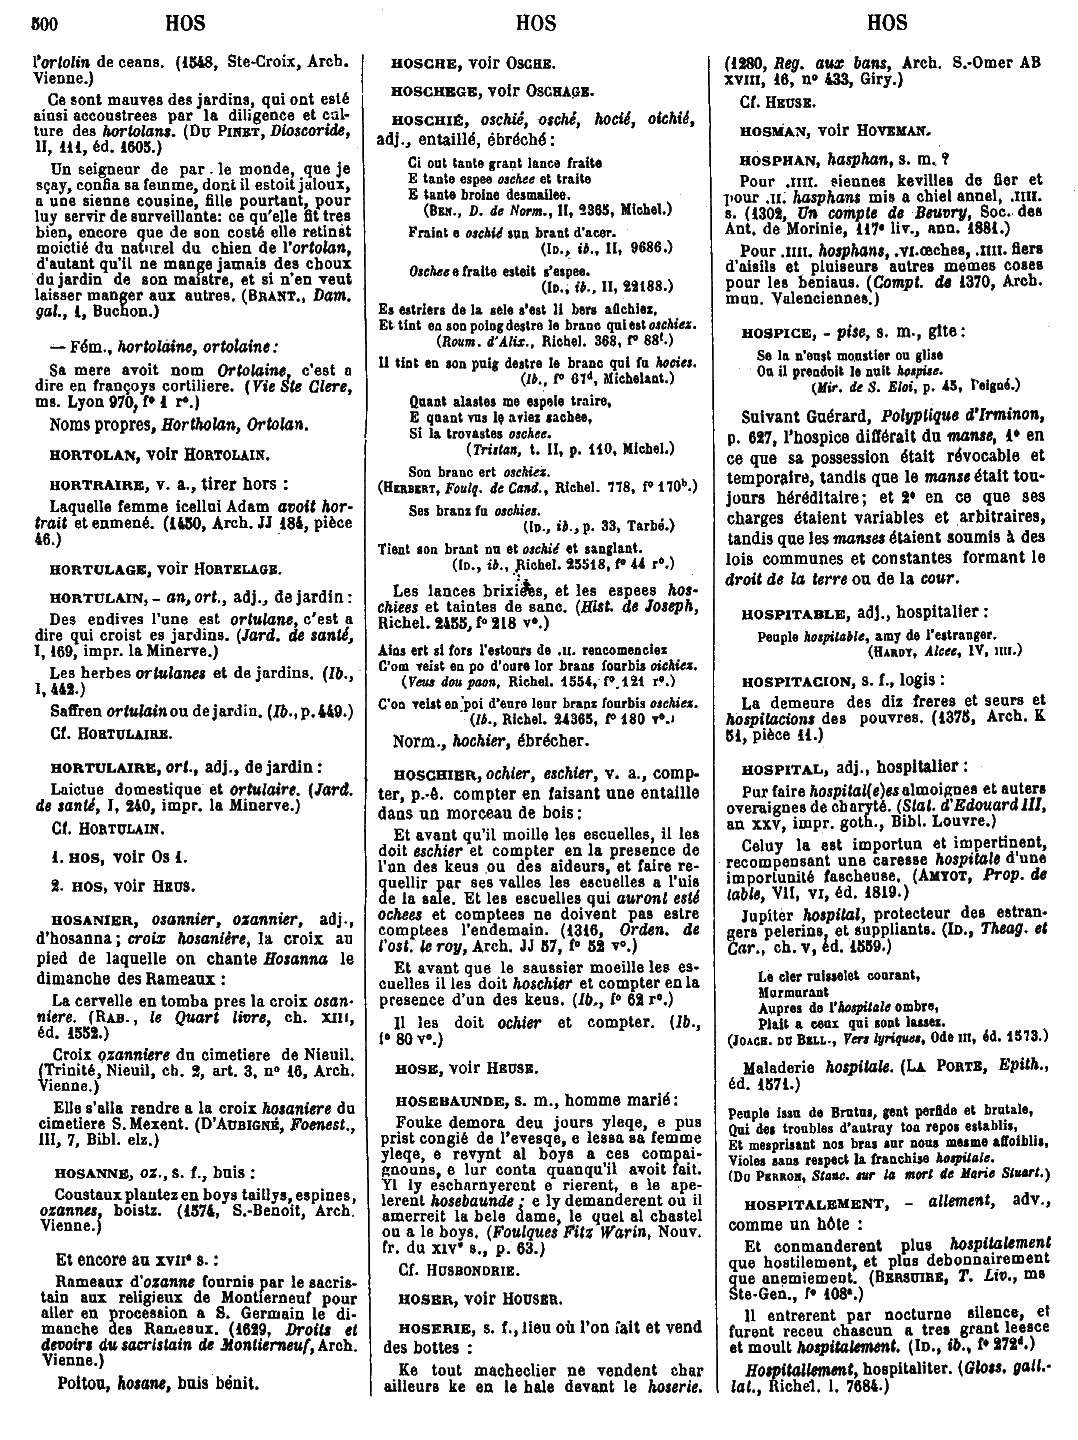 500 HOS HOS HOS
l'ortolin de ceans. (1548, Ste-Croix, Arch.
Vienne.)
Ce sont mauves des jardins, qui ont esté
ainsi accoustrees par la diligence et cul-
ture des hortolans. (DU PINET, Dioscoride,
II, 111, éd. 1605.)
Un seigneur de par le monde, que je
sçay, confia sa femme, dont il estoit jaloux,
a une sienne cousine, fille pourtant, pour
luy servir de surveillante: ce qu'elle fit tres
bien, encore que de son costé elle retinst
moictié du naturel du chien de l'ortolan,
d'autant qu'il ne mange jamais des choux
du jardin de son maistre, et si n'en veut
laisser manger aux autres. (BRANT., Dam.
gal., I, Buchon.)
— Fém., hortolaine, ortolaine:
Sa mere avoit nom Ortolaine, c'est a
dire en françoys cortiliere. (Vie Ste Clere,
ms. Lyon 970, f° 1 r°.)
Noms propres, Hortholan, Ortolan.
HORTOLAN, voir HORTOLAIN.
HORTRAIRE, v. a., tirer hors :
Laquelle femme icellui Adam avoit hor-
trait et enmené. (1450, Arch. JJ 184, pièce
46.)
HORTULAGE, voir HORTELAGE.
HORTULAIN, - an, ort., adj., de jardin :
Des endives l'une est ortulane, c'est a
dire qui croist es jardins. (Jard. de santé,
I, 169, impr. la Minerve.)
Les herbes ortulanes et de jardins. (Ib.,
I, 442.)
Saffren ortulain ou de jardin. (Ib., p. 449.)
Cf. HORTULAIRE.
HORTULAIRE, ort., adj., de jardin :
Laictue domestique et ortulaire. (Jard.
de santé, I, 240, impr. la Minerve.)
Cf. HORTULAIN.
1. HOS, voir OS 1.
2. HOS, voir HEUS.
HOSANIER, osannier, ozannier, adj.,
d'hosanna ; croix hosanière, la croix au
pied de laquelle on chante Hosanna le
dimanche des Rameaux :
La cervelle en tomba pres la croix osan-
niere. (RAB., le Quart livre, ch. XIII,
éd. 1552.)
Croix ozanniere du cimetiere de Nieuil.
(Trinité, Nieuil, ch. 2, art. 3, n° 16, Arch.
Vienne.)
Elle s'alla rendre a la croix hosaniere du
cimetiere S. Mexent. (D'AUBIGNÉ, Foenest.,
III, 7, Bibl. elz.)
HOSANNE, oz., s. f., buis :
Coustaux plantez en boys taillys, espines,
ozannes, boistz. (1574, S.-Benoit, Arch.
Vienne.)
Et encore au XVIIe s. :
Rameaux d'ozanne fournis par le sacris-
tain aux religieux de Montierneuf pour
aller en procession a S. Germain le di-
manche des Rameaux. (1629, Droits et
devoirs du sacristain de Montierneuf, Arch.
Vienne.)
Poitou, hosane, buis bénit.
HOSCHE, voir OSCHE.
HOSCHEGE, voir OSCHAGE.
HOSCHIÉ, oschié, osché, hocié, oichié,
adj., entaillé, ébréché :
Ci out tante grant lance fraite
E tante espee oschee et traite
E tante broine desmailee.
(BEN., D. de Norm., II, 2365, Michel.)
Fraint e oschié sun brant d'acer.
(ID., ib., II, 9686.)
Oschee e fraite esteit s'espee.
(ID., ib., II, 22188.)
Es estriers de la sele s'est li bers afichiez,
Et tint en son poing destre le branc qui est oschiez.
(Roum. d'Alix., Richel. 368, f° 88f.)
Il tint en son puig destre le branc qui fu hocies.
(Ib., f° 67d, Michelant.)
Quant alastes me espeie traire,
E quant vus le aviez sachee,
Si la trovastes oschee.
(Tristan, t. II, p. 110, Michel.)
Son branc ert oschiez.
(HERBERT, Foulq. de Cand., Richel. 778, f° 170b.)
Ses branz fu oschies.
(ID., ib., p. 33, Tarbé.)
Tient son brant nu et oschié et sanglant.
(ID., ib., Richel. 25518, f° 44 r°.)
Les lances brixiees, et les espees hos-
chiees et taintes de sanc. (Hist. de Joseph,
Richel. 2455, f° 218 v°.)
Ains ert si fors l'estours de .II. rencomenciez
C'om veist en po d'oure lor brans fourbis oichiez.
(Veus dou paon, Richel. 1554, f° 121 r°.)
C'on veist en poi d'eure leur branz fourbis oschiez.
(Ib., Richel. 24365, f° 180 v°.)
Norm., hochier, ébrécher.
HOSCHIER, ochier, eschier, v. a., comp-
ter, p.-ê. compter en faisant une entaille
dans un morceau de bois :
Et avant qu'il moille les escuelles, il les
doit eschier et compter en la presence de
l'un des keus ou des aideurs, et faire re-
quellir par ses valles les escuelles a l'uis
de la sale. Et les escuelles qui auront esté
ochees et comptees ne doivent pas estre
comptees l'endemain. (1316, Orden. de
l'ost. le roy, Arch. JJ 57, f° 52 v°.)
Et avant que le saussier moeille les es-
cuelles il les doit hoschier et compter en la
presence d'un des keus. (Ib., f° 62 r°.)
Il les doit ochier et compter. (Ib.,
f° 80 v°.)
HOSE, voir HEUSE.
HOSEBAUNDE, s. m., homme marié :
Fouke demora deu jours yleqe, e pus
prist congié de l'evesqe, e lessa sa femme
yleqe, e revynt al boys a ces compai-
gnouns, e lur conta quanqu'il avoit fait.
Yl ly escharnyerent e rierent, e le ape-
lerent hosebaunde ; e ly demanderent ou il
amerreit la bele dame, le quel al chastel
ou a le boys. (Foulques Fitz Warin, Nouv.
fr. du XIVe s., p. 63.)
Cf. HUSBONDRIE.
HOSER, voir HOUSER.
HOSERIE, s. f., lieu où l'on fait et vend
des bottes :
Ke tout macheclier ne vendent char
ailleurs ke en le hale devant le hoserie.
(1280, Reg. aux bans, Arch. S.-Omer AB
XVIII, 16, n° 433, Giry.)
Cf. HEUSE.
HOSMAN, voir HOVEMAN.
HOSPHAN, hasphan, s. m. ?
Pour .IIII. siennes kevilles de fier et
pour .II. hasphans mis a chiel annel, .IIII.
s. (1302, Un compte de Beuvry, Soc. des
Ant. de Morinie, 117e liv., ann. 1881.)
Pour .IIII. hosphans, .VI. œches, .IIII. fiers
d'aisils et pluiseurs autres memes coses
pour les beniaus. (Compt. de 1370, Arch.
mun. Valenciennes.)
HOSPICE, - pise, s. m., gîte :
Se la n'eust monstier ou glise
Ou il prendoit le nuit hospise.
(Mir. de S. Eloi, p. 45, Peigné.)
Suivant Guérard, Polyptique d'Irminon,
p. 627, l'hospice différait du manse, 1° en
ce que sa possession était révocable et
temporaire, tandis que le manse était tou-
jours héréditaire ; et 2° en ce que ses
charges étaient variables et arbitraires,
tandis que les manses étaient soumis à des
lois communes et constantes formant le
droit de la terre ou de la cour.
HOSPITABLE, adj., hospitalier :
Peuple hospitable, amy de l'estranger.
(HARDY, Alcee, IV, IIII.)
HOSPITACION, s. f., logis :
La demeure des diz freres et seurs et
hospitacions des pouvres. (1375, Arch. K
51, pièce 11.)
HOSPITAL, adj., hospitalier :
Pur faire hospital(e)es almoignes et auters
overaignes de charyté. (Stat. d'Edouard III,
an XXV, impr. goth., Bibl. Louvre.)
Celuy la est importun et impertinent,
recompensant une caresse hospitale d'une
importunité fascheuse. (AMYOT, Prop. de
table, VII, VI, éd. 1819.)
Jupiter hospital, protecteur des estran-
gers pelerins, et suppliants. (ID., Theag. et
Car., ch. V, éd. 1559.)
Le cler ruisselet courant,
Murmurant
Aupres de l'hospitale ombre,
Plait a ceux qui sont lassez.
(JOACH. DU BELL., Vers lyriques, Ode III, éd. 1573.)
Maladerie hospitale. (LA PORTE, Epith.,
éd. 1571.)
Peuple issu de Brutus, gent perfide et brutale,
Qui des troubles d'autruy ton repos establis,
Et mesprisant nos bras sur nous mesme affoiblis,
Violes sans respect la franchise hospitale.
(DU PERRON, Stanc. sur la mort de Marie Stuart.)
HOSPITALEMENT, - allement, adv.,
comme un hôte :
Et conmanderent plus hospitalement
que hostilement, et plus debonnairement
que anemiement. (BERSUIRE, T. Liv., ms
Ste-Gen., f° 108a.)
Il entrerent par nocturne silence, et
furent receu chascun a tres grant leesce
et moult hospitalement. (ID., ib., f° 272d.)
Hospitallement, hospitaliter. (Gloss. gall.-
lat., Richel. l. 7684.)